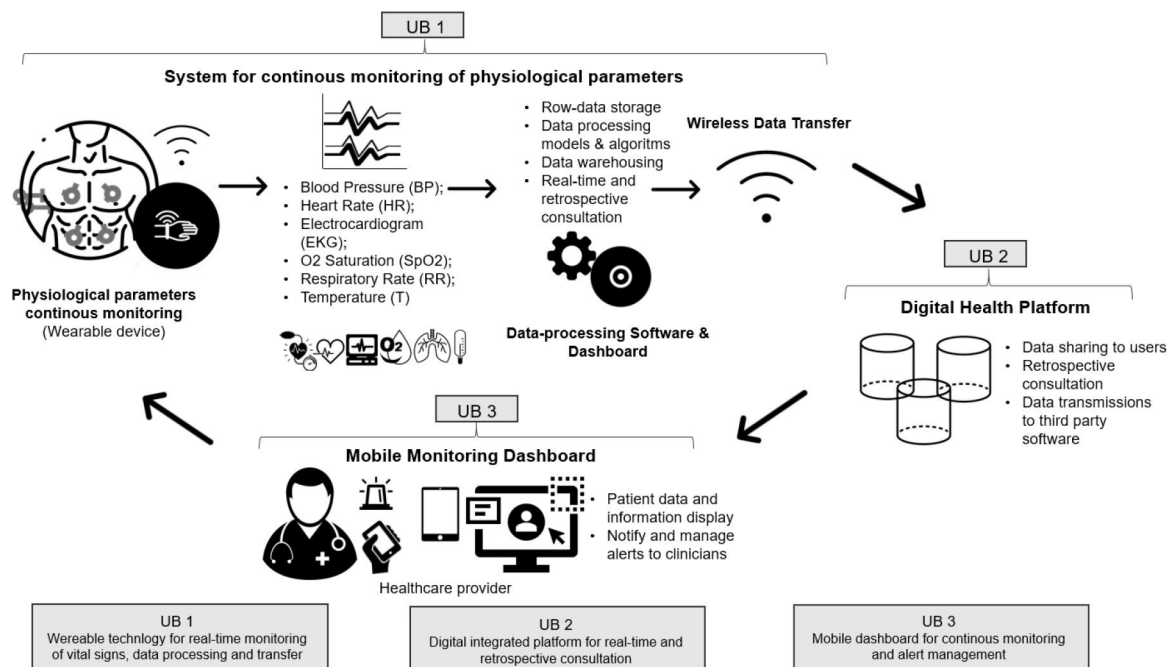 UB 1
System for continous monitoring of physiological parameters
Physiological parameters
continous monitoring
(Wearable device)
• Blood Pressure (BP);
• Heart Rate (HR);
• Electrocardiogram
(EKG);
• O2 Saturation (SpO2);
• Respiratory Rate (RR);
• Temperature (T)
O2
• Row-data storage
• Data processing
models & algoritms
• Data warehousing
• Real-time and
retrospective
consultation
Data-processing Software &
Dashboard
Wireless Data Transfer
UB 2
Digital Health Platform
• Data sharing to users
• Retrospective
consultation
• Data transmissions
to third party
software
UB 3
Mobile Monitoring Dashboard
• Patient data and
information display
• Notify and manage
alerts to clinicians
Healthcare provider
UB 1
Wereable technlogy for real-time monitoring
of vital signs, data processing and transfer
UB 2
Digital integrated platform for real-time and
retrospective consultation
UB 3
Mobile dashboard for continous monitoring
and alert management